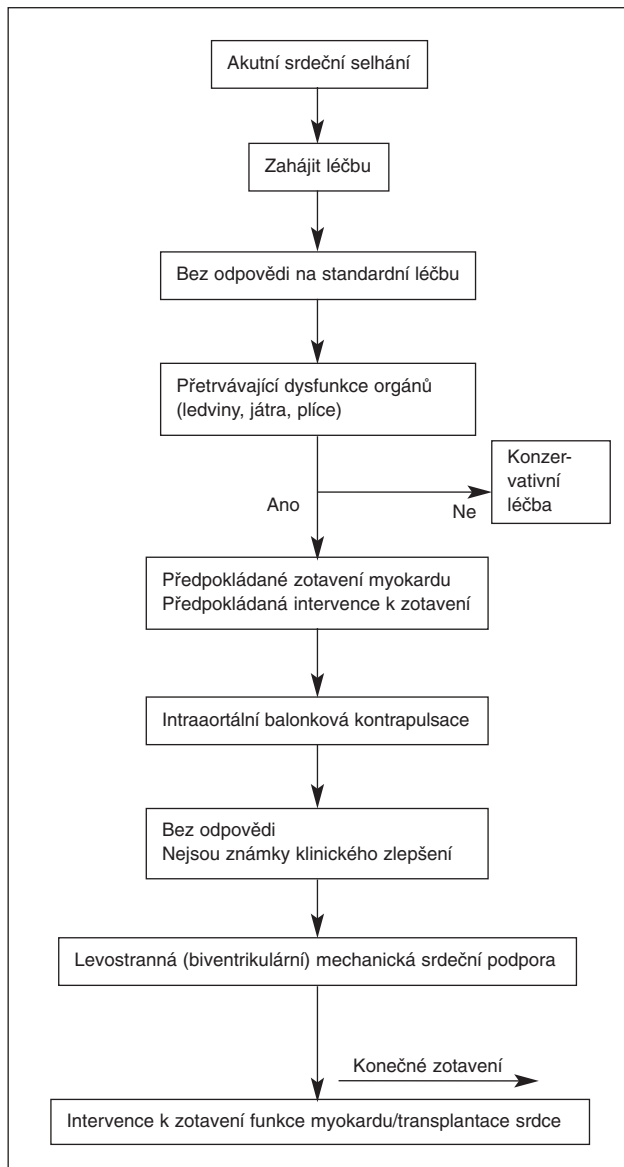 Akutní srdeční selhání
Zahájit léčbu
Bez odpovědi na standardní léčbu
Přetrvávající dysfunkce orgánů
(ledviny, játra, plíce)
Konzer-
vativní
léčba
Ano
Ne
Předpokládané zotavení myokardu
Předpokládaná intervence k zotavení
Intraaortální balonková kontrapulsace
Bez odpovědi
Nejsou známky klinického zlepšení
Levostranná (biventrikulární) mechanická srdeční podpora
Konečné zotavení
Intervence k zotavení funkce myokardu/transplantace srdce